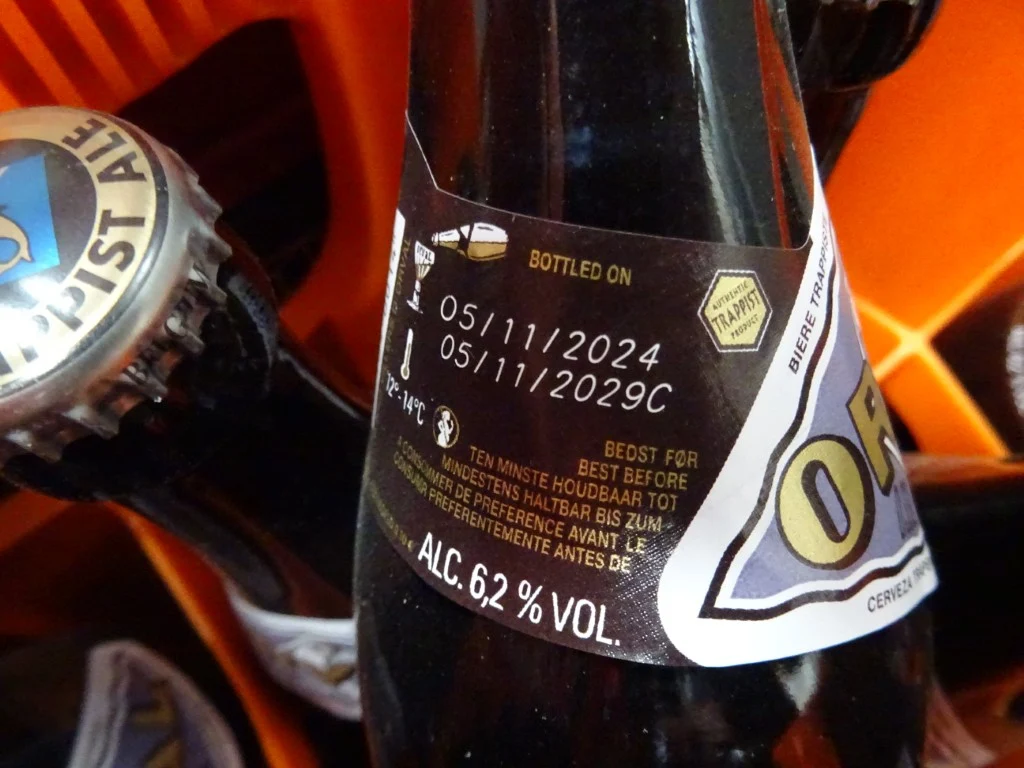 TRAPPIST ALE
BOTTLED ON
AUTHENTIC
TRAPPIST
PRODUCT
05/11/2024
05/11/2029C
12°-14°C
BEDST FØR
BEST BEFORE
TEN MINSTE HOUDBAAR TOT
MINDESTENS HALTBAR BIS ZUM
A CONSOMMER DE PREFERENCE AVANT LE
CONSUMIR PREFERENTEMENTE ANTES DE
ALC. 6,2 % VOL.
BIERE TRAPPISTE
OR
CERVEZA